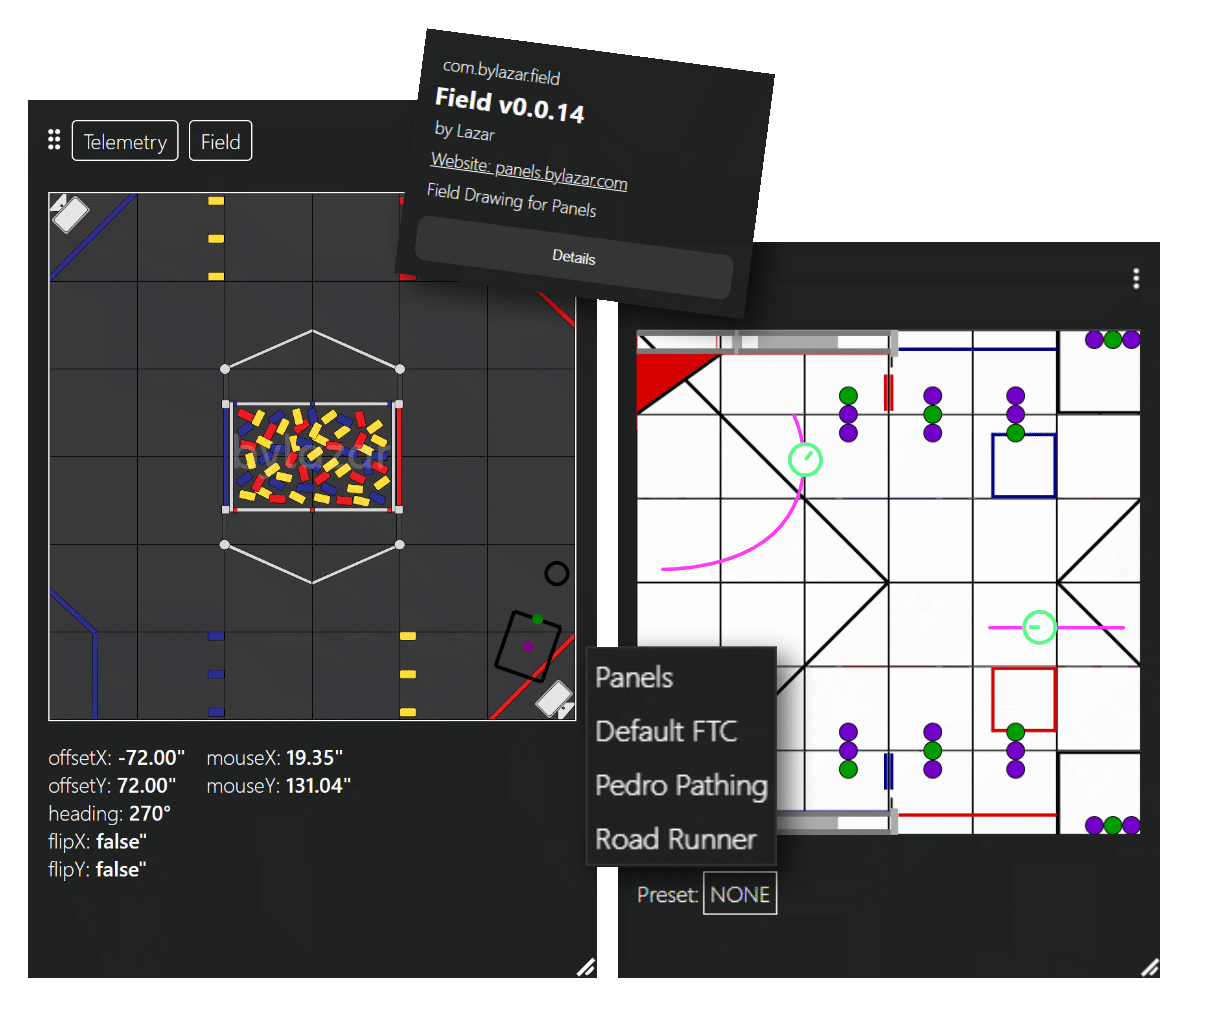 com.bylazar.field
Field v0.0.14
by Lazar
Website: panels.bylazar.com
Field Drawing for Panels
Details
Telemetry
Field
bylazar
offsetX: -72.00" mouseX: 19.35"
offsetY: 72.00" mouseY: 131.04"
heading: 270°
flipX: false"
flipY: false"
Panels
Default FTC
Pedro Pathing
Road Runner
Preset: NONE